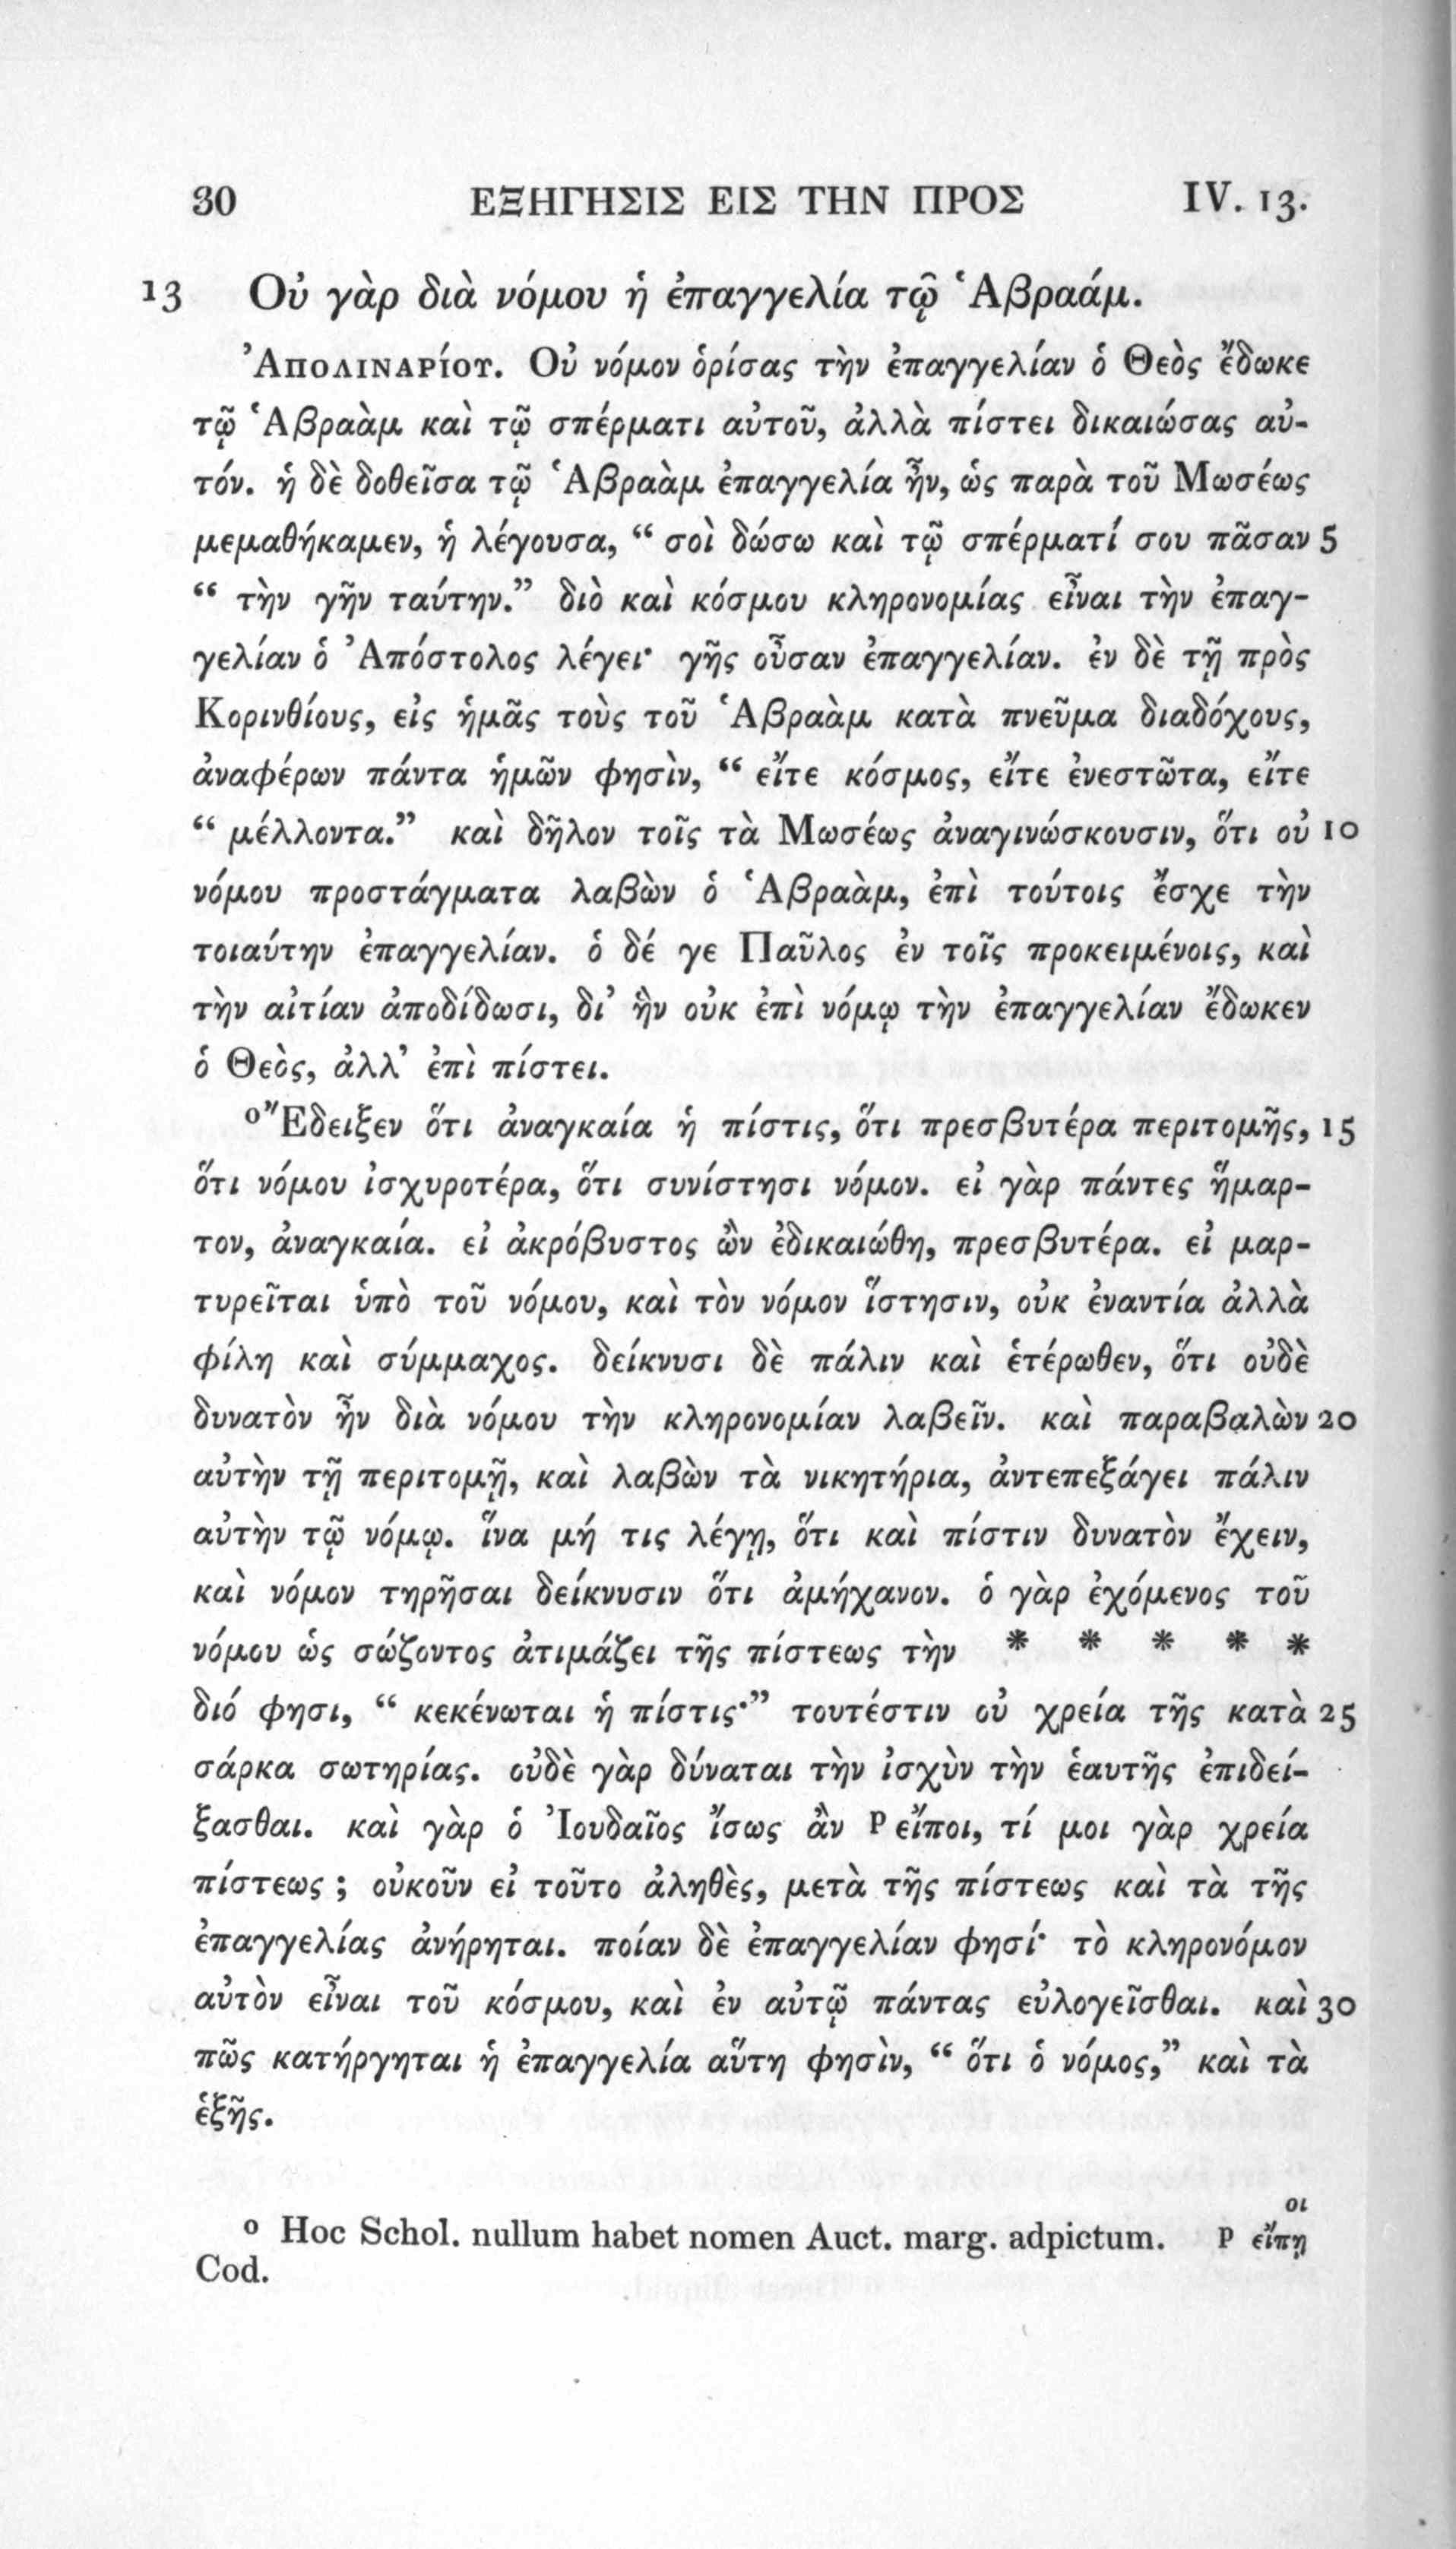 30 ΕΞΗΓΗΣΙΣ ΕΙΣ ΤΗΝ ΠΡΟΣ IV. 13.
13 Οὐ γὰρ διὰ νόμου ἡ ἐπαγγελία τῷ Ἁβραάμ.
Ἀπολιναρίου. Οὐ νόμον ὁρίσας τὴν ἐπαγγελίαν ὁ Θεὸς ἔδωκε
τῷ Ἁβραὰμ καὶ τῷ σπέρματι αὐτοῦ, ἀλλὰ πίστει δικαιώσας αὐ-
τόν. ἡ δὲ δοθεῖσα τῷ Ἁβραὰμ ἐπαγγελία ἦν, ὡς παρὰ τοῦ Μωσέως
μεμαθήκαμεν, ἡ λέγουσα, “ σοὶ δώσω καὶ τῷ σπέρματί σου πᾶσαν 5
“ τὴν γῆν ταύτην.” διὸ καὶ κόσμου κληρονομίας εἶναι τὴν ἐπαγ-
γελίαν ὁ Ἀπόστολος λέγει· γῆς οὖσαν ἐπαγγελίαν. ἐν δὲ τῇ πρὸς
Κορινθίους, εἰς ἡμᾶς τοὺς τοῦ Ἁβραὰμ κατὰ πνεῦμα διαδόχους,
ἀναφέρων πάντα ἡμῶν φησὶν, “ εἴτε κόσμος, εἴτε ἐνεστῶτα, εἴτε
“ μέλλοντα.” καὶ δῆλον τοῖς τὰ Μωσέως ἀναγινώσκουσιν, ὅτι οὐ 10
νόμου προστάγματα λαβὼν ὁ Ἁβραὰμ, ἐπὶ τούτοις ἔσχε τὴν
τοιαύτην ἐπαγγελίαν. ὁ δέ γε Παῦλος ἐν τοῖς προκειμένοις, καὶ
τὴν αἰτίαν ἀποδίδωσι, δι’ ἣν οὐκ ἐπὶ νόμῳ τὴν ἐπαγγελίαν ἔδωκεν
ὁ Θεὸς, ἀλλ’ ἐπὶ πίστει.
ᵒ Ἔδειξεν ὅτι ἀναγκαία ἡ πίστις, ὅτι πρεσβυτέρα περιτομῆς, 15
ὅτι νόμου ἰσχυροτέρα, ὅτι συνίστησι νόμον. εἰ γὰρ πάντες ἥμαρ-
τον, ἀναγκαία. εἰ ἀκρόβυστος ὢν ἐδικαιώθη, πρεσβυτέρα. εἰ μαρ-
τυρεῖται ὑπὸ τοῦ νόμου, καὶ τὸν νόμον ἵστησιν, οὐκ ἐναντία ἀλλὰ
φίλη καὶ σύμμαχος. δείκνυσι δὲ πάλιν καὶ ἑτέρωθεν, ὅτι οὐδὲ
δυνατὸν ἦν διὰ νόμου τὴν κληρονομίαν λαβεῖν. καὶ παραβαλὼν 20
αὐτὴν τῇ περιτομῇ, καὶ λαβὼν τὰ νικητήρια, ἀντεπεξάγει πάλιν
αὐτὴν τῷ νόμῳ. ἵνα μή τις λέγῃ, ὅτι καὶ πίστιν δυνατὸν ἔχειν,
καὶ νόμον τηρῆσαι δείκνυσιν ὅτι ἀμήχανον. ὁ γὰρ ἐχόμενος τοῦ
νόμου ὡς σώζοντος ἀτιμάζει τῆς πίστεως τὴν * * * * *
διό φησι, “ κεκένωται ἡ πίστις·” τουτέστιν οὐ χρεία τῆς κατὰ 25
σάρκα σωτηρίας. οὐδὲ γὰρ δύναται τὴν ἰσχὺν τὴν ἑαυτῆς ἐπιδεί-
ξασθαι. καὶ γὰρ ὁ Ἰουδαῖος ἴσως ἂν ᵖ εἴποι, τί μοι γὰρ χρεία
πίστεως ; οὐκοῦν εἰ τοῦτο ἀληθὲς, μετὰ τῆς πίστεως καὶ τὰ τῆς
ἐπαγγελίας ἀνήρηται. ποίαν δὲ ἐπαγγελίαν φησί· τὸ κληρονόμον
αὐτὸν εἶναι τοῦ κόσμου, καὶ ἐν αὐτῷ πάντας εὐλογεῖσθαι. καὶ 30
πῶς κατήργηται ἡ ἐπαγγελία αὕτη φησὶν, “ ὅτι ὁ νόμος,” καὶ τὰ
ἑξῆς.
οι
ᵒ Hoc Schol. nullum habet nomen Auct. marg. adpictum. ᵖ εἴπῃ
Cod.